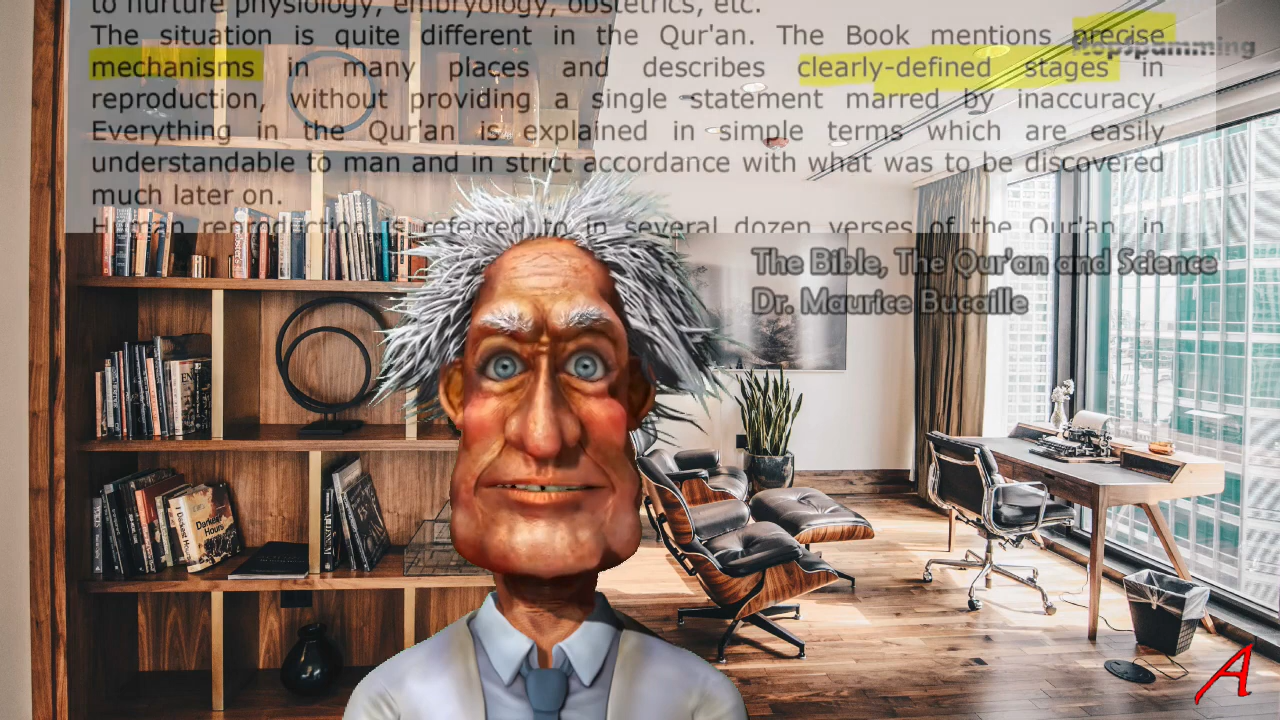 to nurture physiology, embryology, obstetrics, etc.
The situation is quite different in the Qur'an. The Book mentions precise
mechanisms in many places and describes clearly-defined stages in
reproduction, without providing a single statement marred by inaccuracy.
Everything in the Qur'an is explained in simple terms which are easily
understandable to man and in strict accordance with what was to be discovered
much later on.
Human reproduction is referred to in several dozen verses of the Qur'an, in
The Bible, The Qur'an and Science
Dr. Maurice Bucaille
Darkest
Hours
A